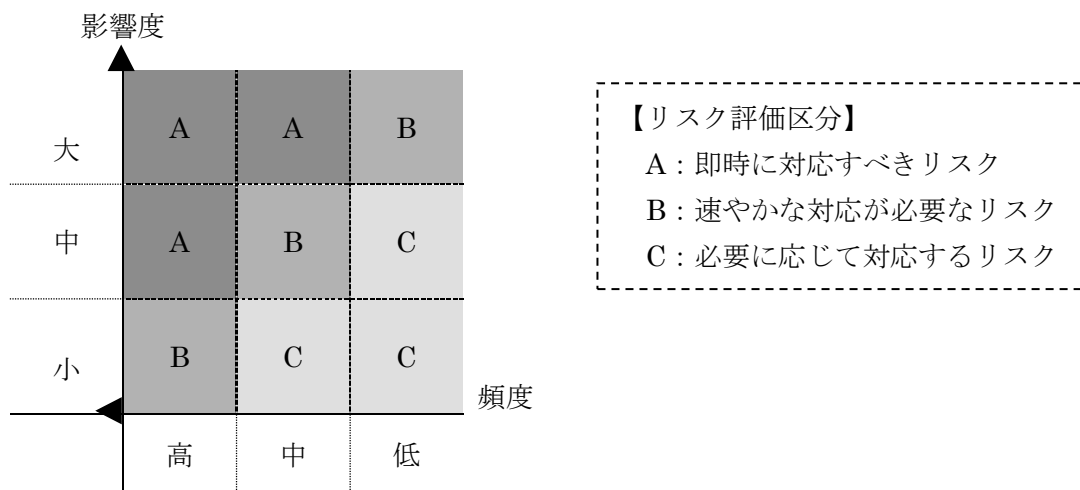 影響度
大 A A B
中 A B C
小 B C C
頻度
高 中 低
【リスク評価区分】
A：即時に対応すべきリスク
B：速やかな対応が必要なリスク
C：必要に応じて対応するリスク